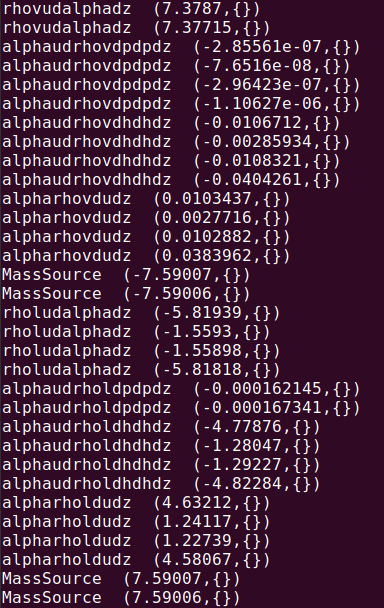 rhovudalphadz  (7.3787,{})
rhovudalphadz  (7.37715,{})
alphaudrhovdpdpdz  (-2.85561e-07,{})
alphaudrhovdpdpdz  (-7.6516e-08,{})
alphaudrhovdpdpdz  (-2.96423e-07,{})
alphaudrhovdpdpdz  (-1.10627e-06,{})
alphaudrhovdhdhdz  (-0.0106712,{})
alphaudrhovdhdhdz  (-0.00285934,{})
alphaudrhovdhdhdz  (-0.0108321,{})
alphaudrhovdhdhdz  (-0.0404261,{})
alpharhovdudz  (0.0103437,{})
alpharhovdudz  (0.0027716,{})
alpharhovdudz  (0.0102882,{})
alpharhovdudz  (0.0383962,{})
MassSource  (-7.59007,{})
MassSource  (-7.59006,{})
rholudalphadz  (-5.81939,{})
rholudalphadz  (-1.5593,{})
rholudalphadz  (-1.55898,{})
rholudalphadz  (-5.81818,{})
alphaudrholdpdpdz  (-0.000162145,{})
alphaudrholdpdpdz  (-0.000167341,{})
alphaudrholdhdhdz  (-4.77876,{})
alphaudrholdhdhdz  (-1.28047,{})
alphaudrholdhdhdz  (-1.29227,{})
alphaudrholdhdhdz  (-4.82284,{})
alpharholdudz  (4.63212,{})
alpharholdudz  (1.24117,{})
alpharholdudz  (1.22739,{})
alpharholdudz  (4.58067,{})
MassSource  (7.59007,{})
MassSource  (7.59006,{})